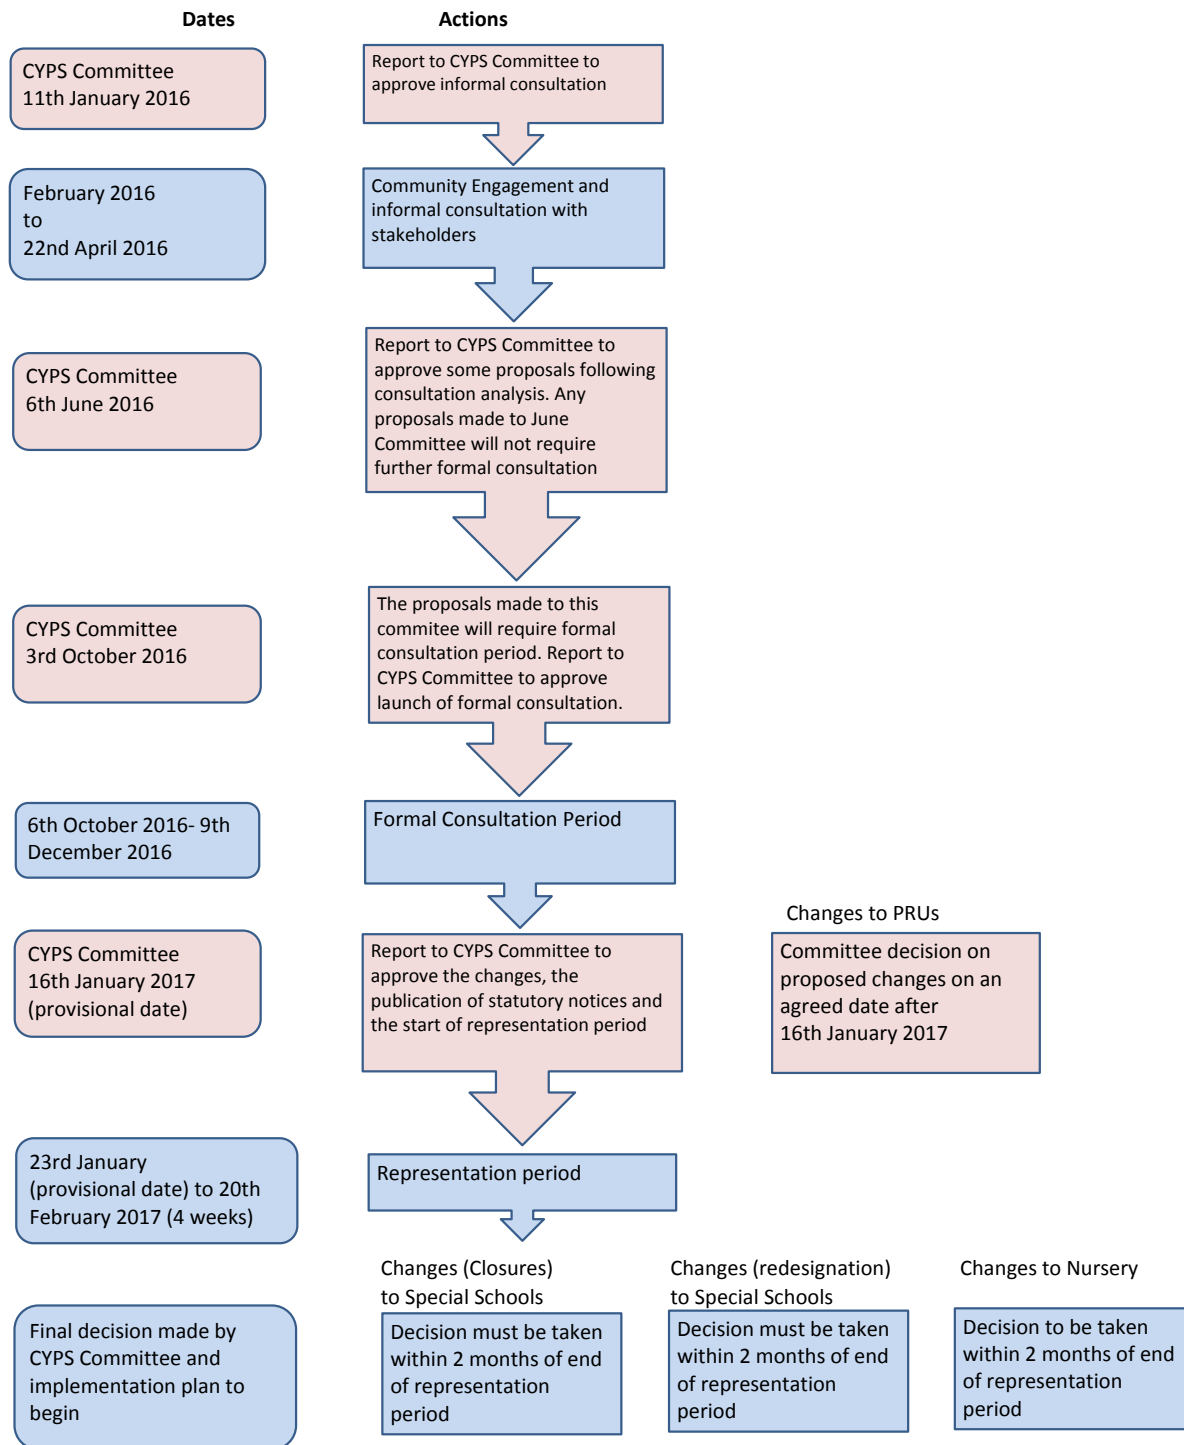 Dates
Actions
CYPS Committee
11th January 2016
Report to CYPS Committee to
approve informal consultation
February 2016
to
22nd April 2016
Community Engagement and
informal consultation with
stakeholders
CYPS Committee
6th June 2016
Report to CYPS Committee to
approve some proposals following
consultation analysis. Any
proposals made to June
Committee will not require
further formal consultation
CYPS Committee
3rd October 2016
The proposals made to this
commitee will require formal
consultation period. Report to
CYPS Committee to approve
launch of formal consultation.
6th October 2016- 9th
December 2016
Formal Consultation Period
CYPS Committee
16th January 2017
(provisional date)
Report to CYPS Committee to
approve the changes, the
publication of statutory notices and
the start of representation period
Changes to PRUs
Committee decision on
proposed changes on an
agreed date after
16th January 2017
23rd January
(provisional date) to 20th
February 2017 (4 weeks)
Representation period
Final decision made by
CYPS Committee and
implementation plan to
begin
Changes (Closures)
to Special Schools
Decision must be taken
within 2 months of end
of representation
period
Changes (redesignation)
to Special Schools
Decision must be taken
within 2 months of end
of representation
period
Changes to Nursery
Decision to be taken
within 2 months of end
of representation
period